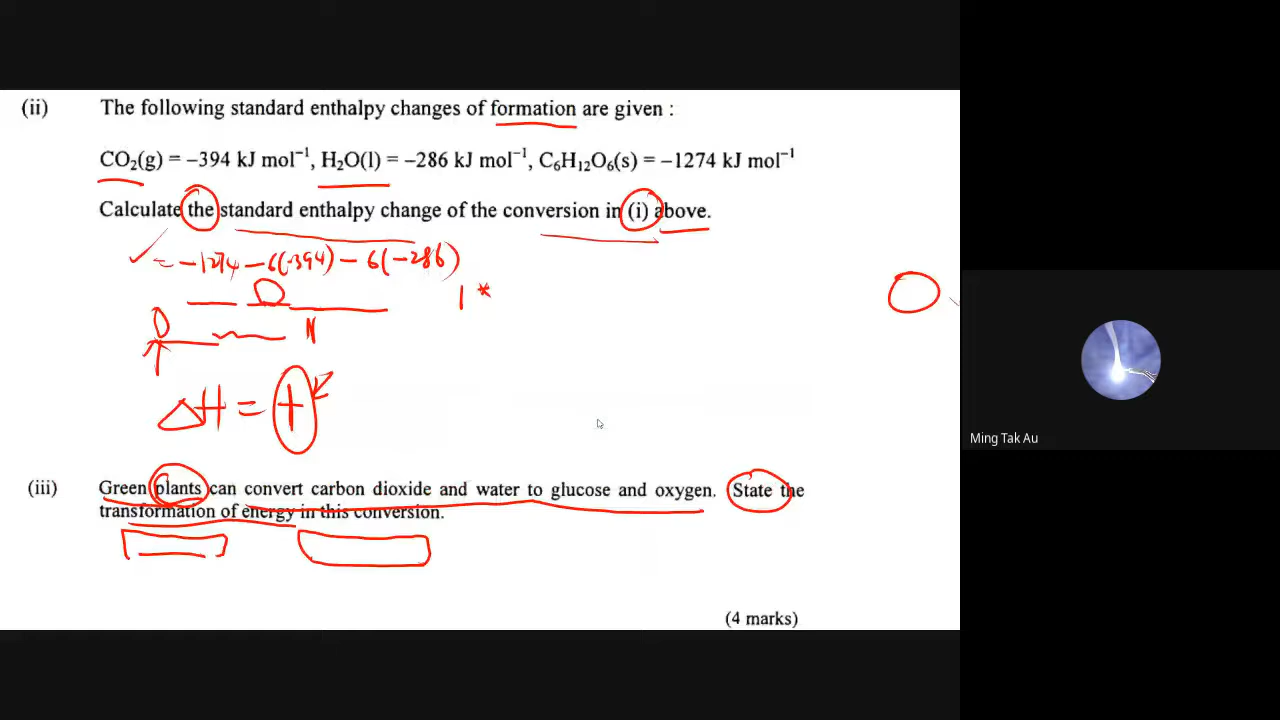 (ii) The following standard enthalpy changes of formation are given :
CO₂(g) = −394 kJ mol⁻¹, H₂O(l) = −286 kJ mol⁻¹, C₆H₁₂O₆(s) = −1274 kJ mol⁻¹
Calculate the standard enthalpy change of the conversion in (i) above.
= −1274 − 6(−394) − 6(−286)
1 *
ΔH = +
Ming Tak Au
(iii) Green plants can convert carbon dioxide and water to glucose and oxygen. State the
transformation of energy in this conversion.
(4 marks)